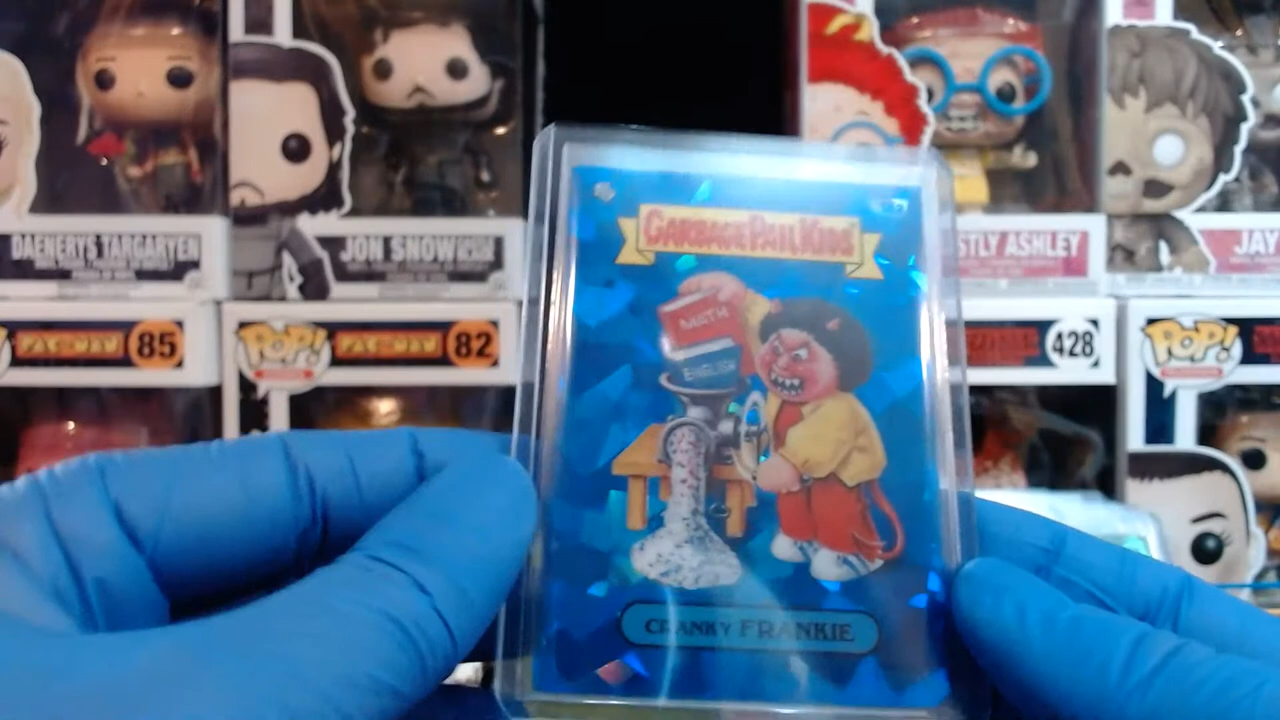 DAENERYS TARGARYEN
JON SNOW
STLY ASHLEY
JAY
PAC-MAN 85
POP! PAC-MAN 82
428
POP!
GARBAGE PAIL KIDS
MATH
ENGLISH
CRANKY FRANKIE